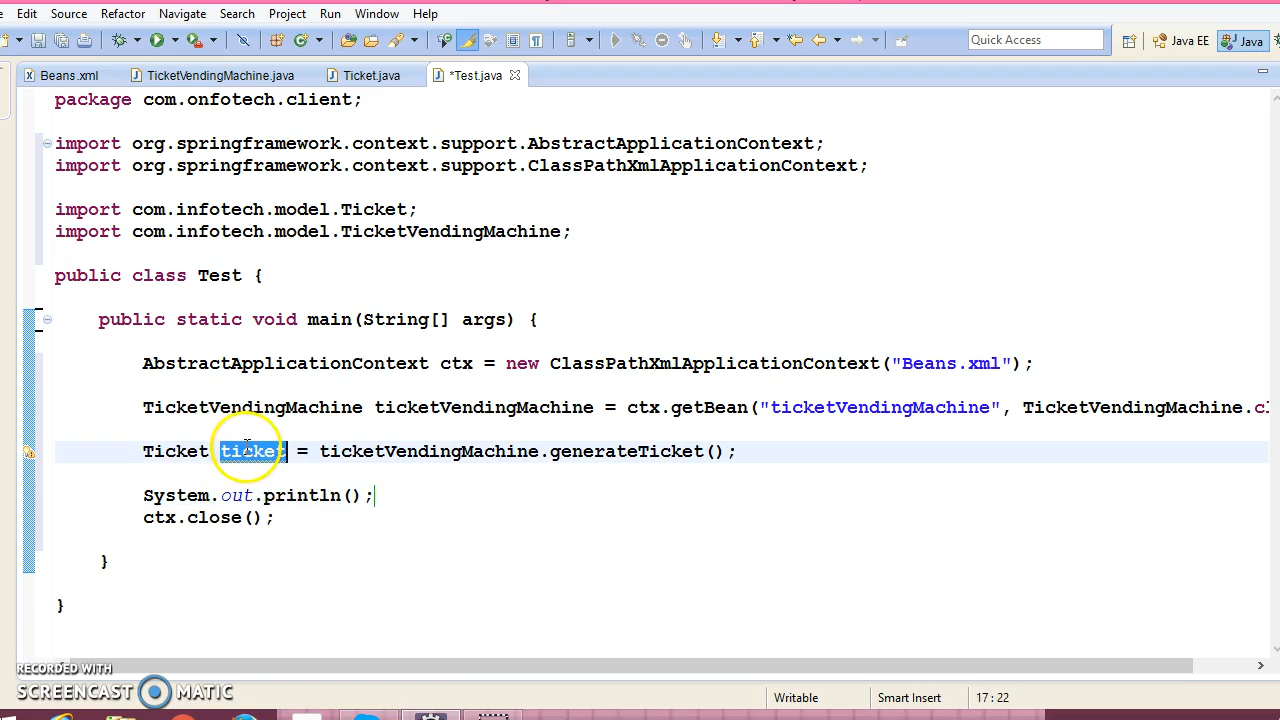 Edit Source Refactor Navigate Search Project Run Window Help
Quick Access Java EE Java
Beans.xml TicketVendingMachine.java Ticket.java *Test.java
package com.onfotech.client;
import org.springframework.context.support.AbstractApplicationContext;
import org.springframework.context.support.ClassPathXmlApplicationContext;
import com.infotech.model.Ticket;
import com.infotech.model.TicketVendingMachine;
public class Test {
public static void main(String[] args) {
AbstractApplicationContext ctx = new ClassPathXmlApplicationContext("Beans.xml");
TicketVendingMachine ticketVendingMachine = ctx.getBean("ticketVendingMachine", TicketVendingMachine.cl
Ticket ticket = ticketVendingMachine.generateTicket();
System.out.println();
ctx.close();
}
}
RECORDED WITH
SCREENCAST MATIC
Writable Smart Insert 17 : 22